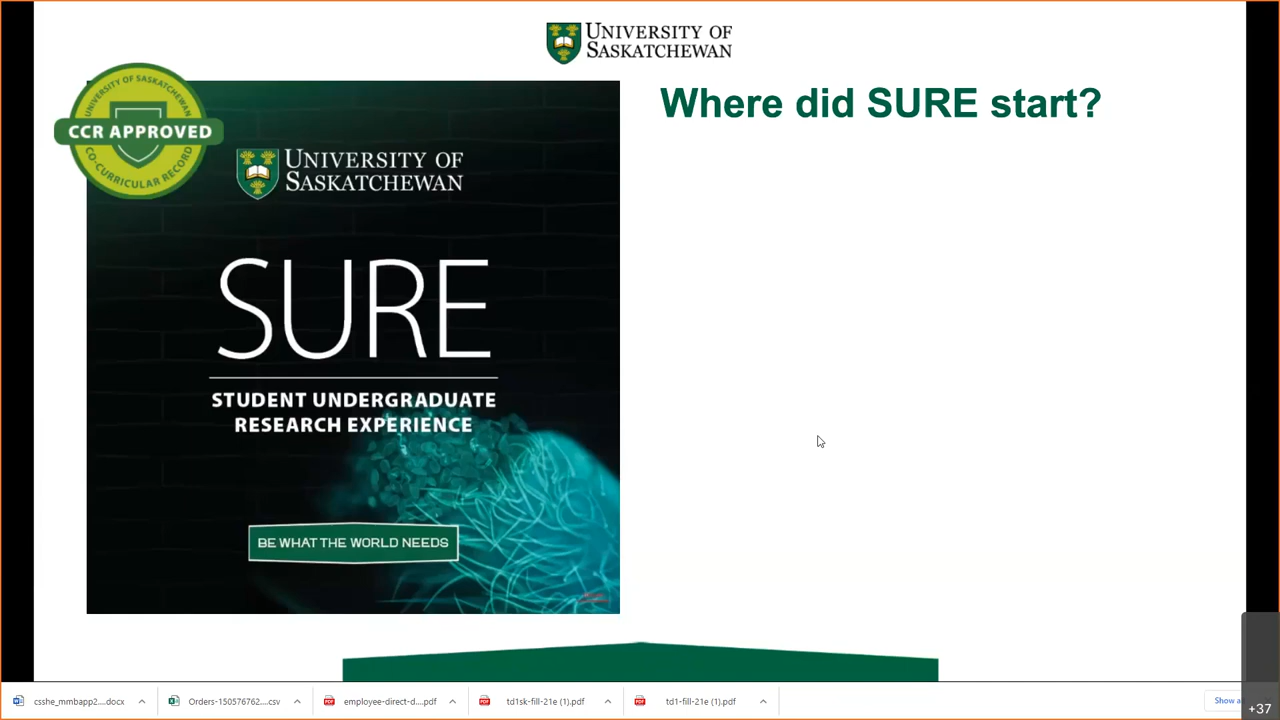 UNIVERSITY OF
SASKATCHEWAN
Where did SURE start?
UNIVERSITY OF SASKATCHEWAN
CCR APPROVED
CO-CURRICULAR RECORD
UNIVERSITY OF
SASKATCHEWAN
SURE
STUDENT UNDERGRADUATE
RESEARCH EXPERIENCE
BE WHAT THE WORLD NEEDS
csshe_mmbapp2....docx
Orders-150576762....csv
employee-direct-d....pdf
td1sk-fill-21e (1).pdf
td1-fill-21e (1).pdf
Show a
+37